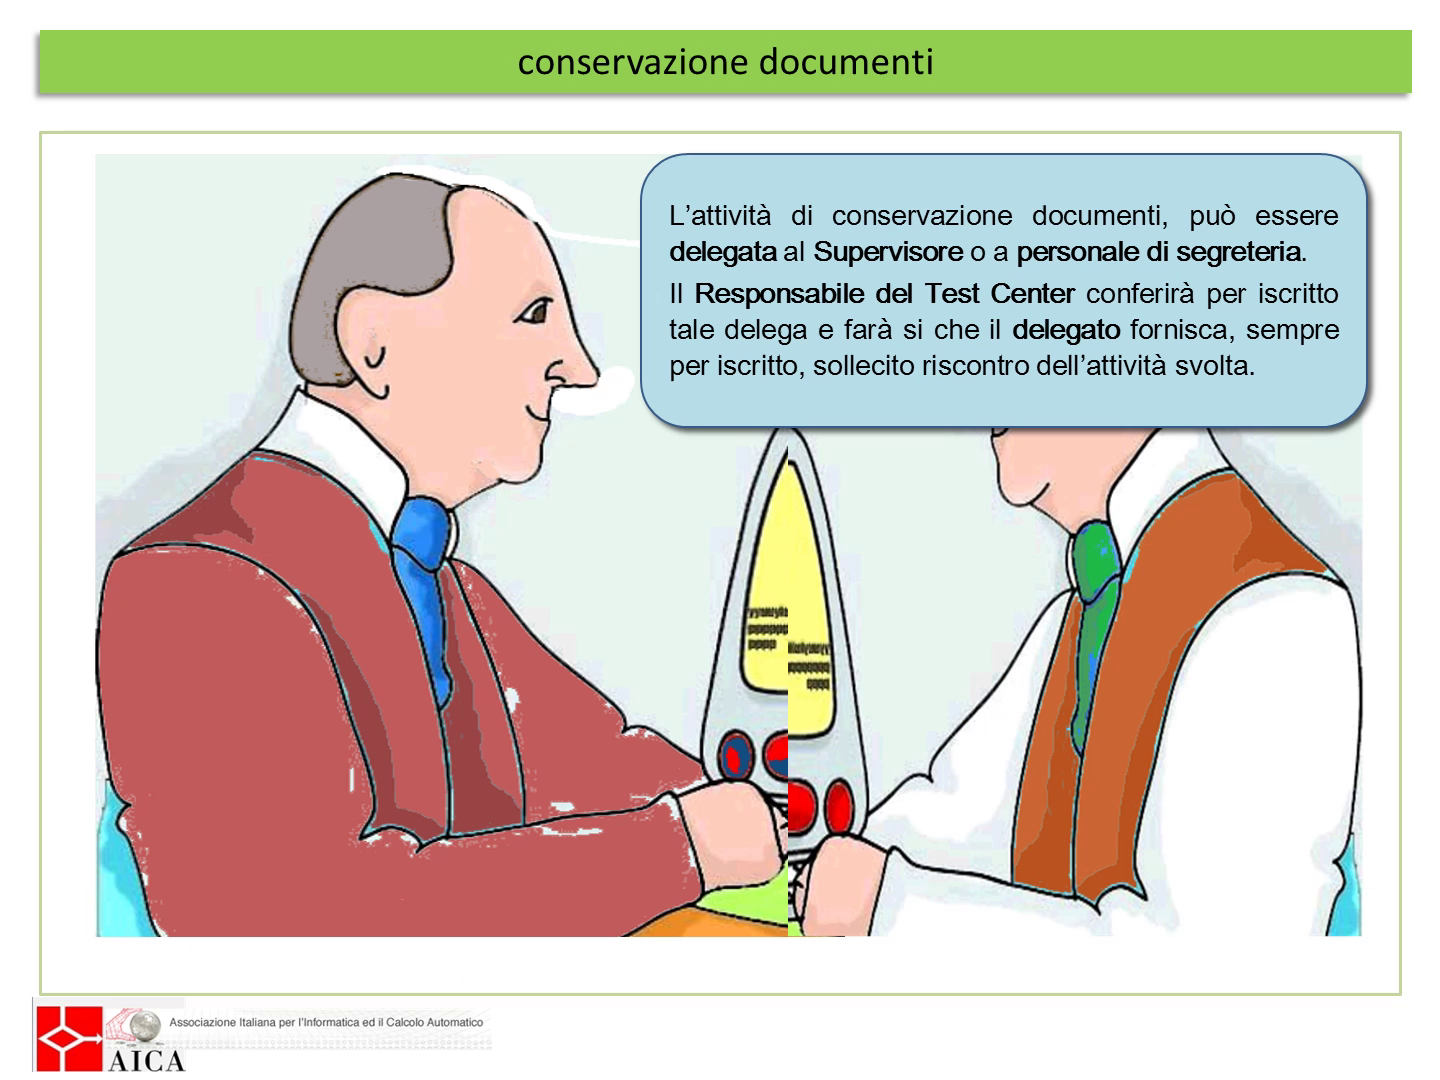 conservazione documenti
L’attività di conservazione documenti, può essere
delegata al Supervisore o a personale di segreteria.
Il Responsabile del Test Center conferirà per iscritto
tale delega e farà si che il delegato fornisca, sempre
per iscritto, sollecito riscontro dell’attività svolta.
Associazione Italiana per l'Informatica ed il Calcolo Automatico
AICA